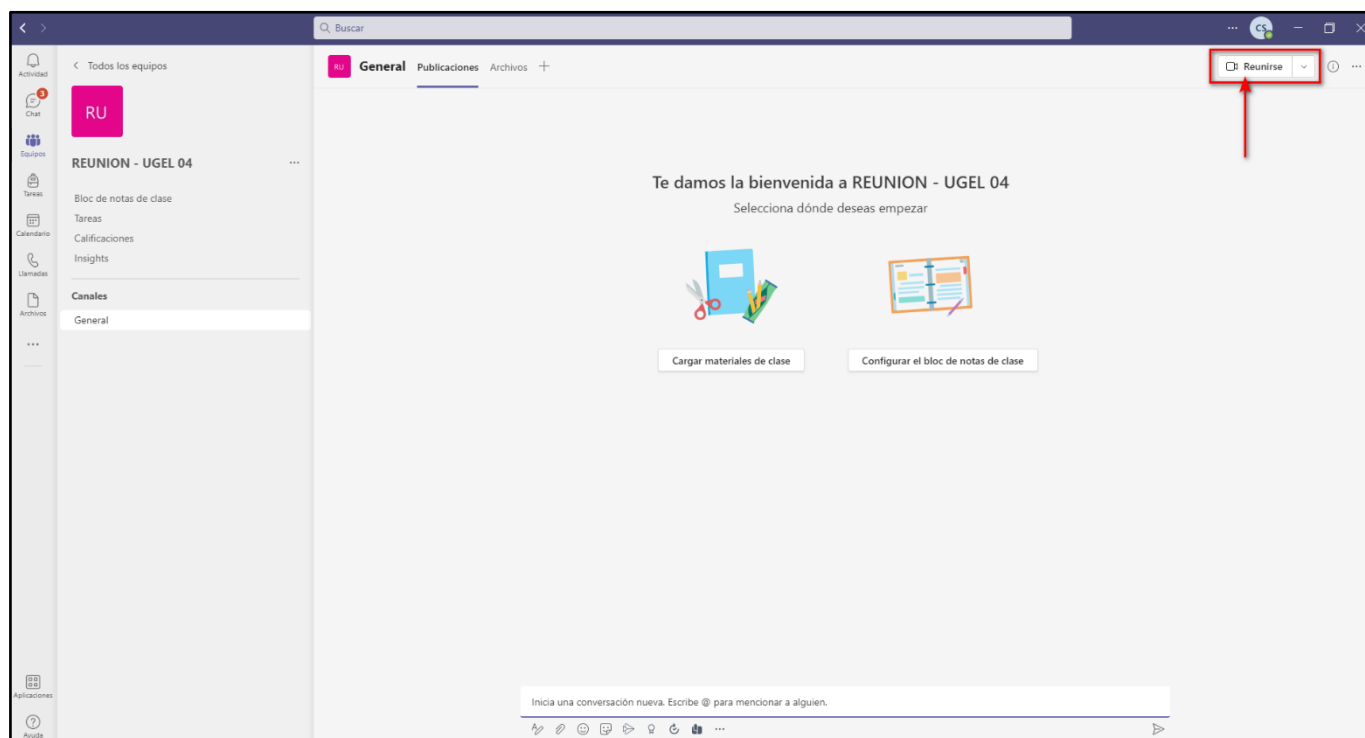 Buscar
CS
Actividad
3
Chat
Equipos
Tareas
Calendario
Llamadas
Archivos
Aplicaciones
Ayuda
Todos los equipos
RU
REUNION - UGEL 04
Bloc de notas de clase
Tareas
Calificaciones
Insights
Canales
General
RU General Publicaciones Archivos
Reunirse
Te damos la bienvenida a REUNION - UGEL 04
Selecciona dónde deseas empezar
Cargar materiales de clase
Configurar el bloc de notas de clase
Inicia una conversación nueva. Escribe @ para mencionar a alguien.